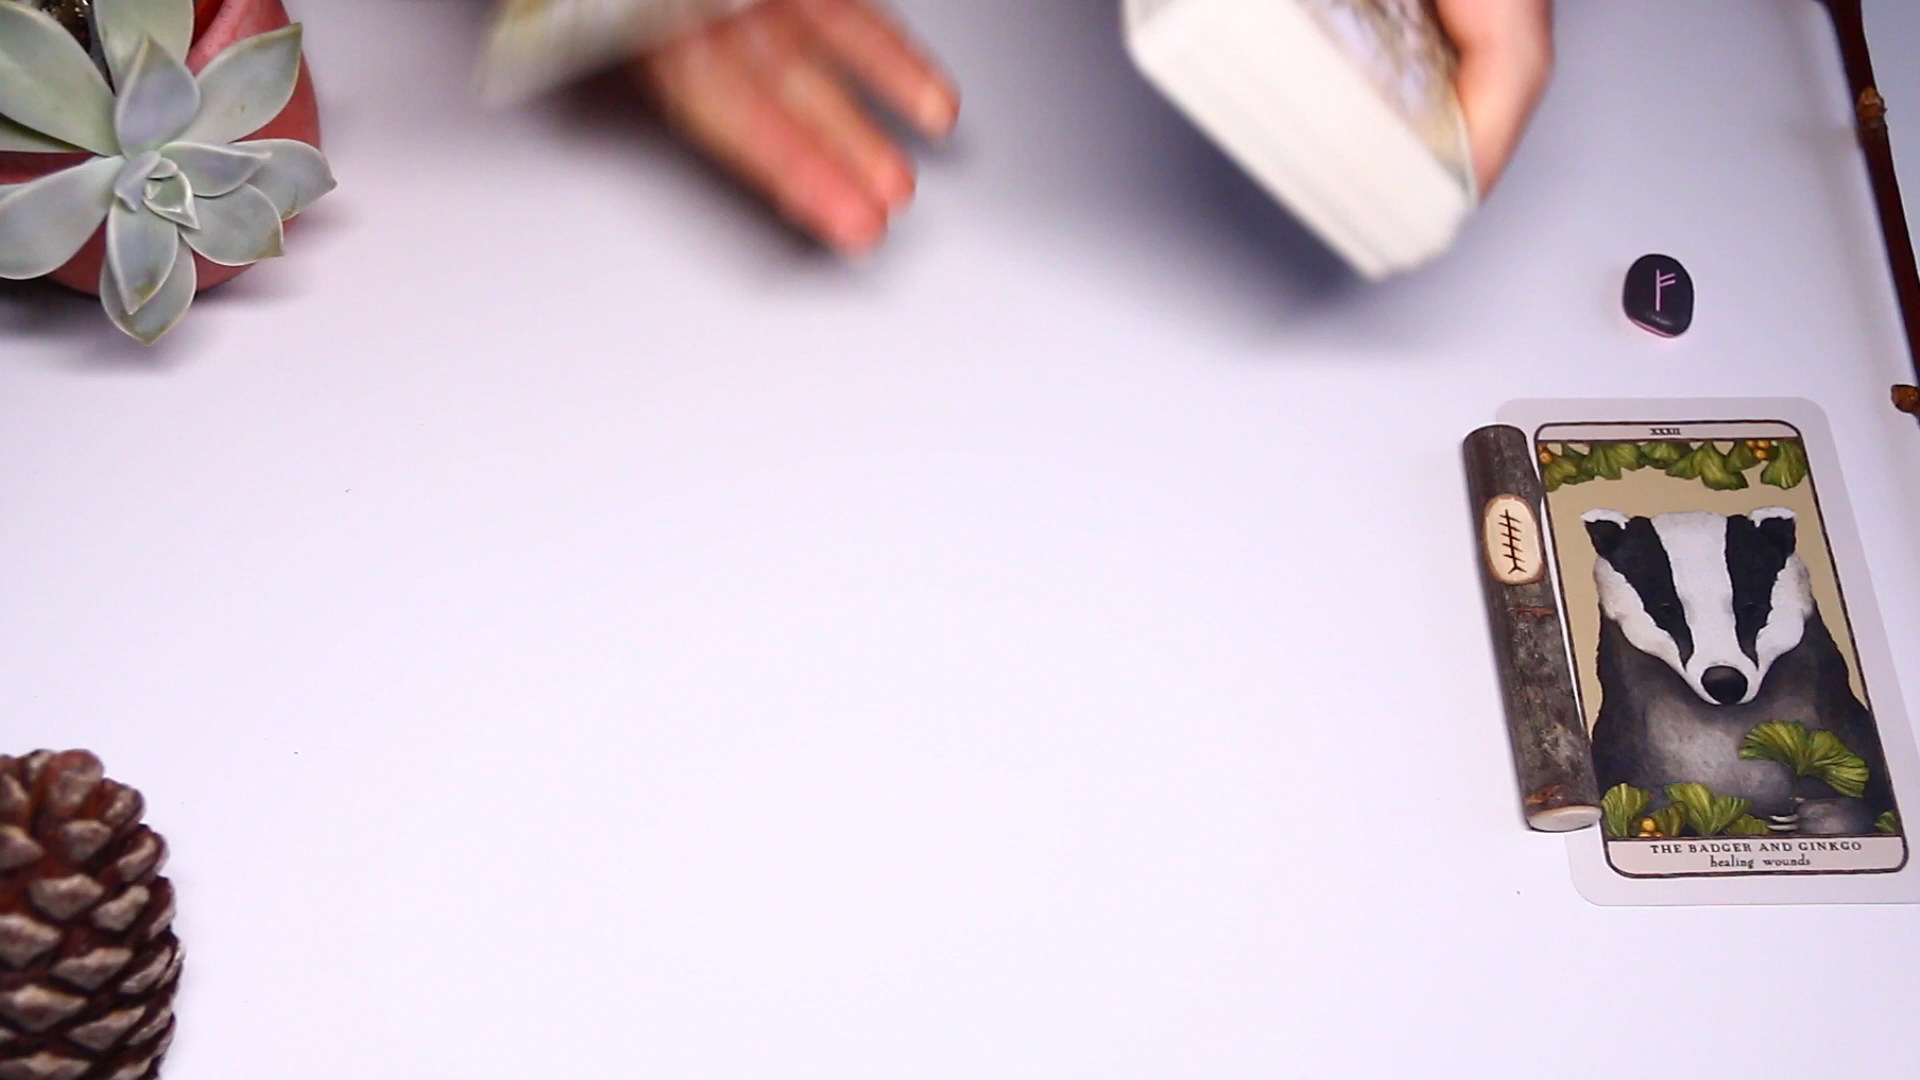 ᚠ
XXXII
THE BADGER AND GINKGO
healing wounds